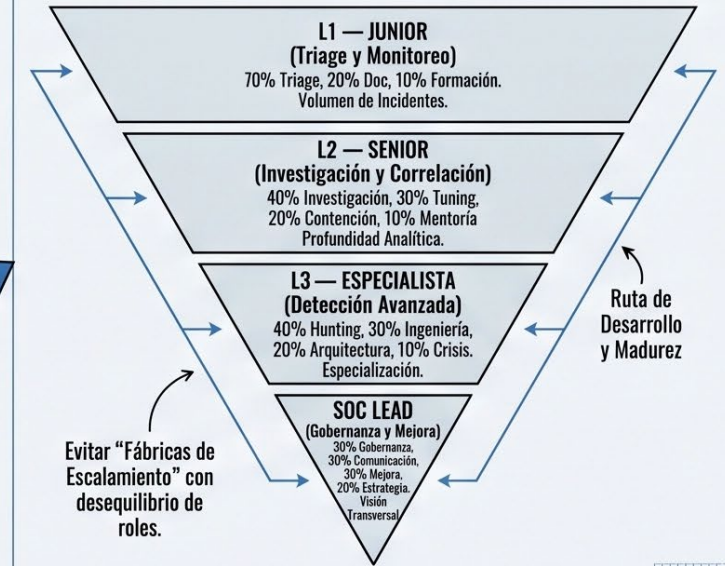 L1 — JUNIOR
(Triage y Monitoreo)
70% Triage, 20% Doc, 10% Formación.
Volumen de Incidentes.
L2 — SENIOR
(Investigación y Correlación)
40% Investigación, 30% Tuning,
20% Contención, 10% Mentoría
Profundidad Analítica.
L3 — ESPECIALISTA
(Detección Avanzada)
40% Hunting, 30% Ingeniería,
20% Arquitectura, 10% Crisis.
Especialización.
SOC LEAD
(Gobernanza y Mejora)
30% Gobernanza,
30% Comunicación,
30% Mejora,
20% Estrategia.
Visión
Transversal
Ruta de
Desarrollo
y Madurez
Evitar “Fábricas de
Escalamiento” con
desequilibrio de
roles.